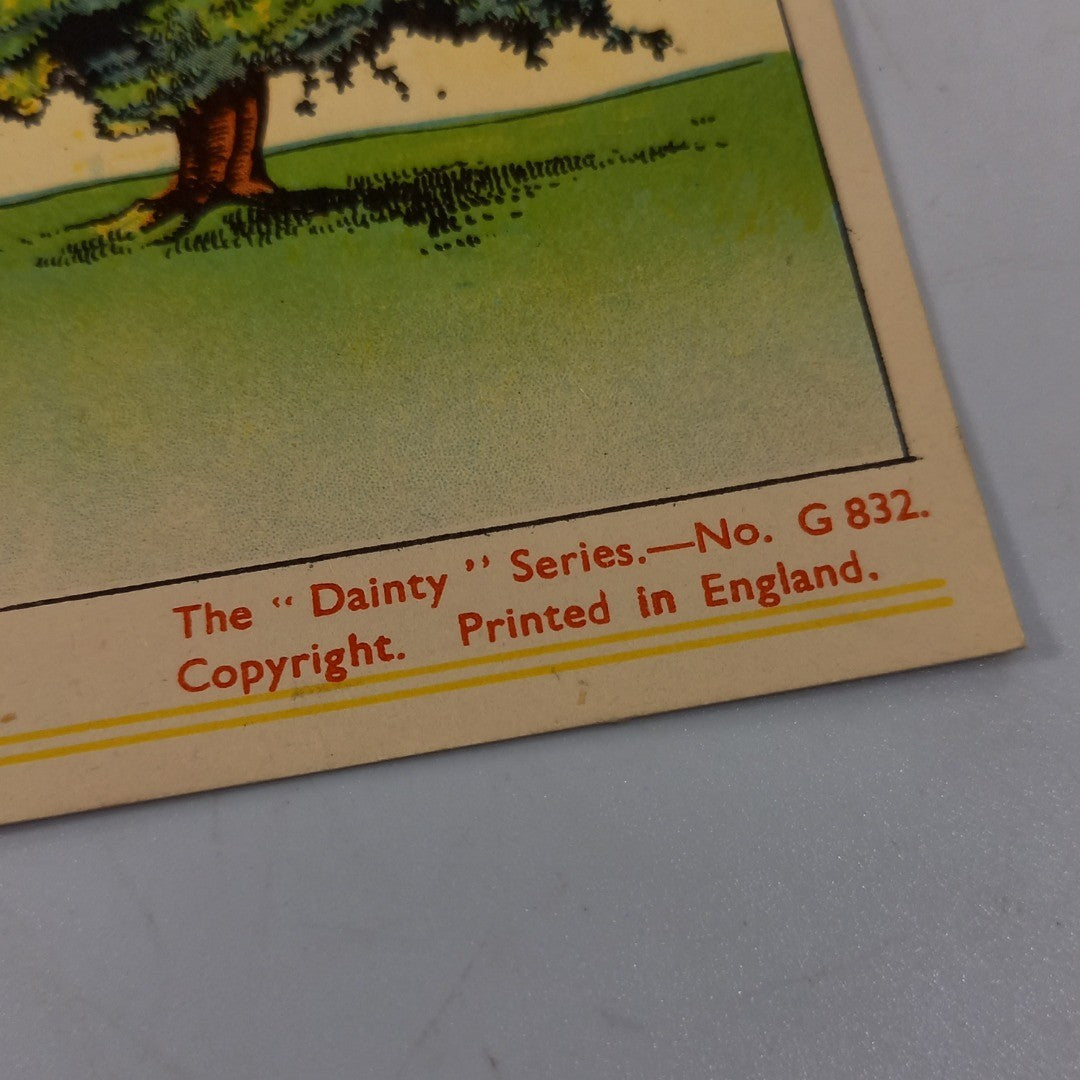 The “ Dainty ” Series.—No. G 832.
Copyright. Printed in England.